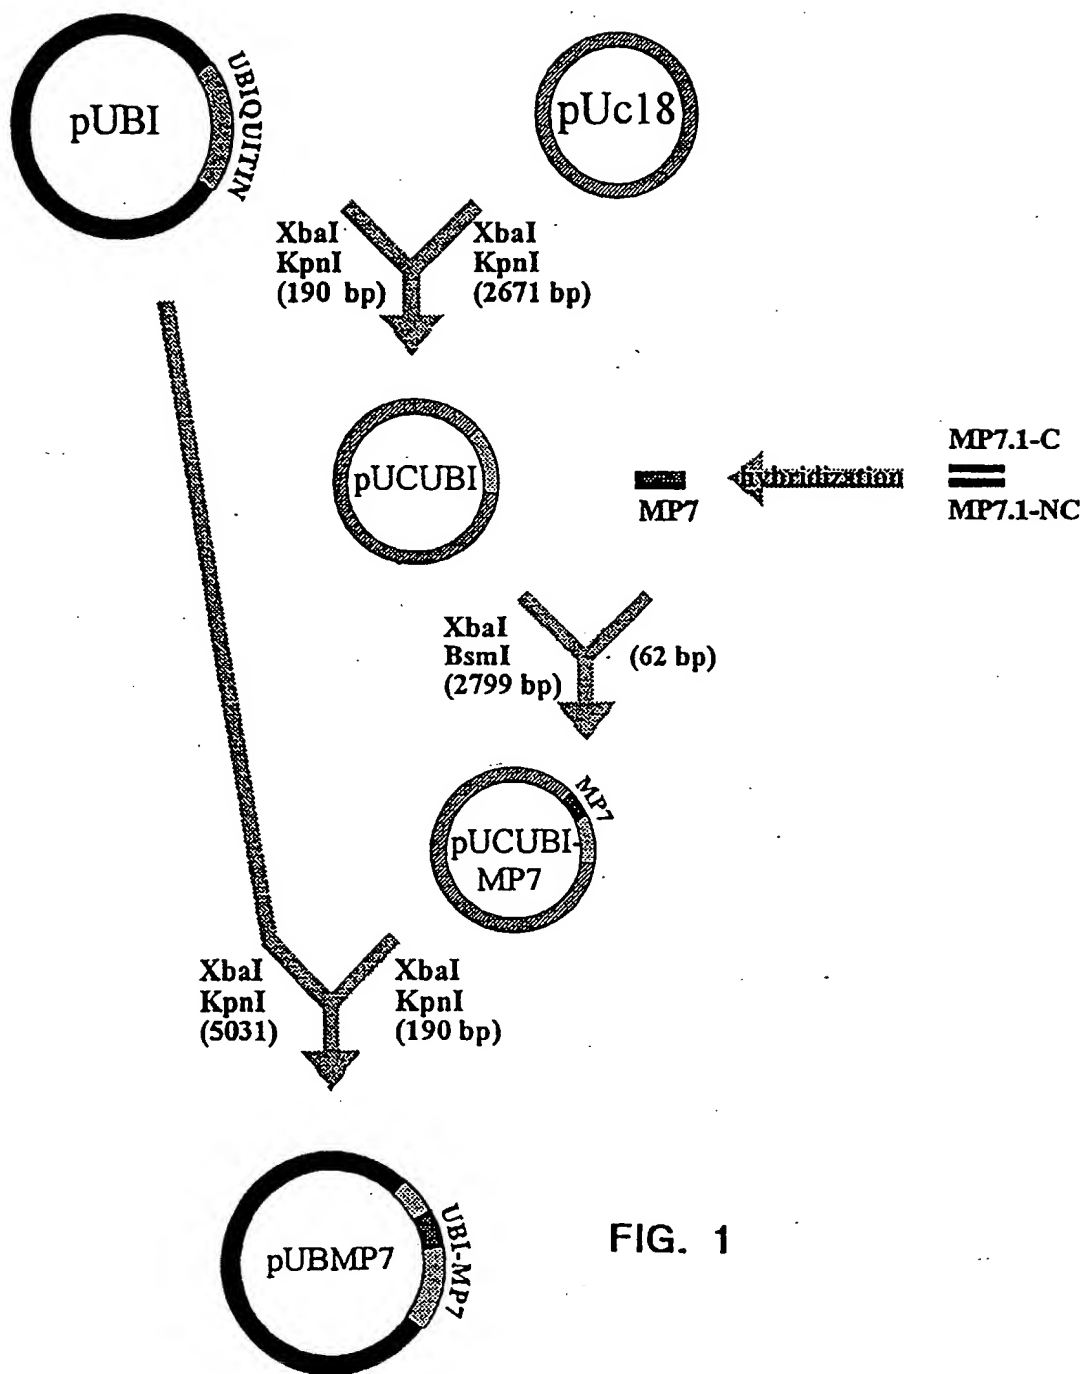 pUBI
UBIQUITIN
pUc18
XbaI
KpnI
(190 bp)
XbaI
KpnI
(2671 bp)
pUCUBI
MP7
hybridization
MP7.1-C
MP7.1-NC
XbaI
BsmI
(2799 bp)
(62 bp)
MP7
pUCUBI-
MP7
XbaI
KpnI
(5031)
XbaI
KpnI
(190 bp)
pUBMP7
UBI-MP7
FIG. 1